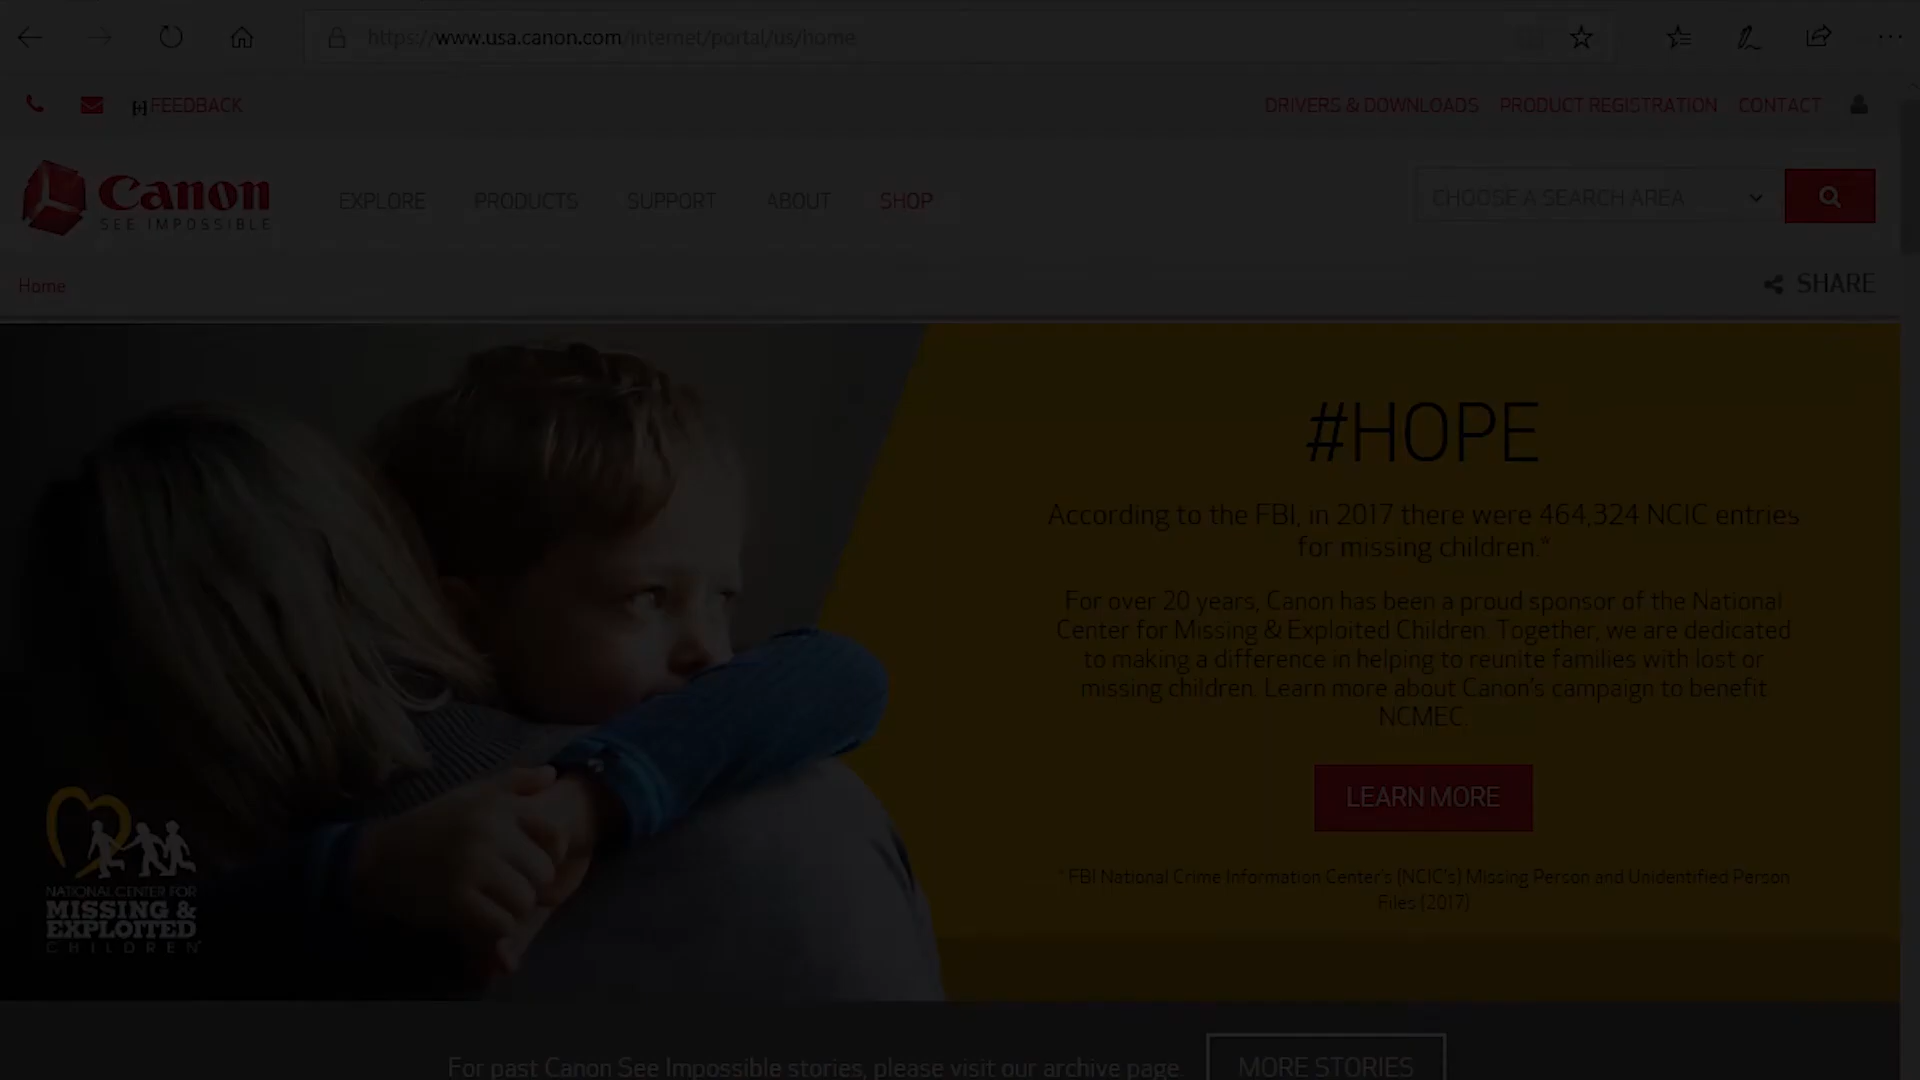 https://www.usa.canon.com/internet/portal/us/home
[+] FEEDBACK
DRIVERS & DOWNLOADS PRODUCT REGISTRATION CONTACT
Canon
SEE IMPOSSIBLE
EXPLORE PRODUCTS SUPPORT ABOUT SHOP
CHOOSE A SEARCH AREA
Home
SHARE
#HOPE
According to the FBI, in 2017 there were 464,324 NCIC entries
for missing children.*
For over 20 years, Canon has been a proud sponsor of the National
Center for Missing & Exploited Children. Together, we are dedicated
to making a difference in helping to reunite families with lost or
missing children. Learn more about Canon's campaign to benefit
NCMEC.
LEARN MORE
* FBI National Crime Information Center's (NCIC's) Missing Person and Unidentified Person
Files (2017)
NATIONAL CENTER FOR
MISSING &
EXPLOITED
CHILDREN
For past Canon See Impossible stories, please visit our archive page.
MORE STORIES